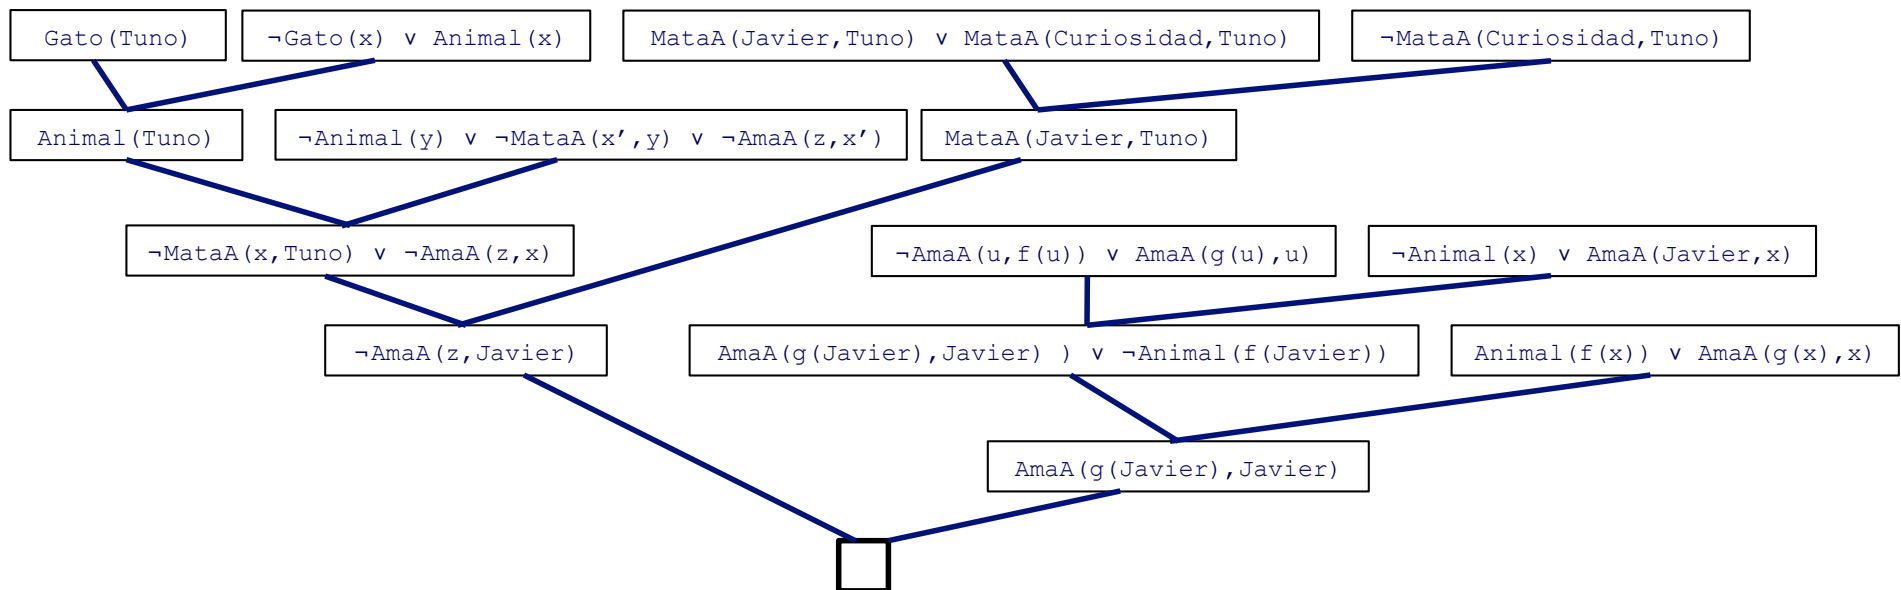 Gato(Tuno)
¬Gato(x) ∨ Animal(x)
MataA(Javier,Tuno) ∨ MataA(Curiosidad,Tuno)
¬MataA(Curiosidad,Tuno)
Animal(Tuno)
¬Animal(y) ∨ ¬MataA(x’,y) ∨ ¬AmaA(z,x’)
MataA(Javier,Tuno)
¬MataA(x,Tuno) ∨ ¬AmaA(z,x)
¬AmaA(u,f(u)) ∨ AmaA(g(u),u)
¬Animal(x) ∨ AmaA(Javier,x)
¬AmaA(z,Javier)
AmaA(g(Javier),Javier) ) ∨ ¬Animal(f(Javier))
Animal(f(x)) ∨ AmaA(g(x),x)
AmaA(g(Javier),Javier)